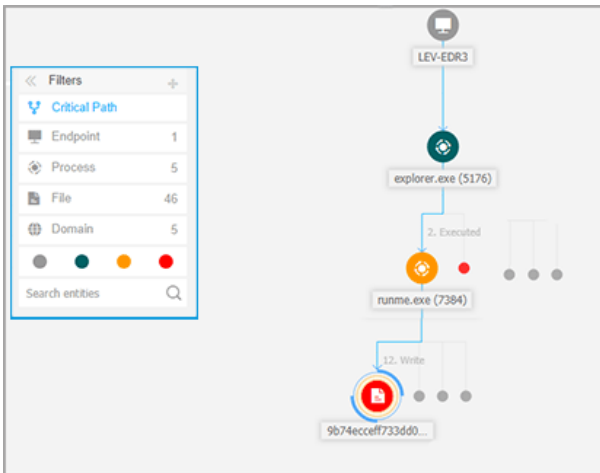 Filters
Critical Path
Endpoint 1
Process 5
File 46
Domain 5
Search entities
LEV-EDR3
explorer.exe (5176)
2. Executed
runme.exe (7384)
12. Write
9b74ecceff733dd0...